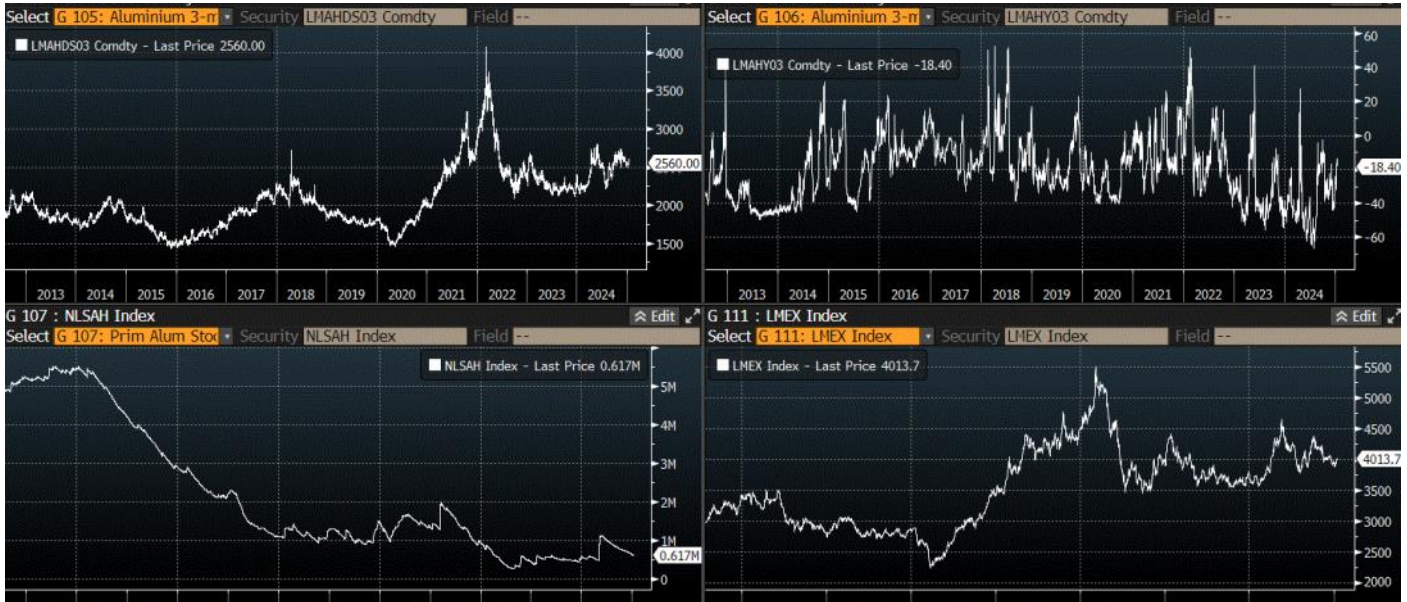 Select G 105: Aluminium 3-m Security LMAHDS03 Comdty Field --
LMAHDS03 Comdty - Last Price 2560.00
4000
3500
3000
2560.00
2000
1500
2013 2014 2015 2016 2017 2018 2019 2020 2021 2022 2023 2024
Select G 106: Aluminium 3-m Security LMAHY03 Comdty Field --
LMAHY03 Comdty - Last Price -18.40
60
40
20
0
-18.40
-40
-60
2013 2014 2015 2016 2017 2018 2019 2020 2021 2022 2023 2024
G 107 : NLSAH Index Edit
Select G 107: Prim Alum Sto Security NLSAH Index Field --
NLSAH Index - Last Price 0.617M
5M
4M
3M
2M
1M
0.617M
0
G 111 : LMEX Index Edit
Select G 111: LMEX Index Security LMEX Index Field --
LMEX Index - Last Price 4013.7
5500
5000
4500
4013.7
3500
3000
2500
2000